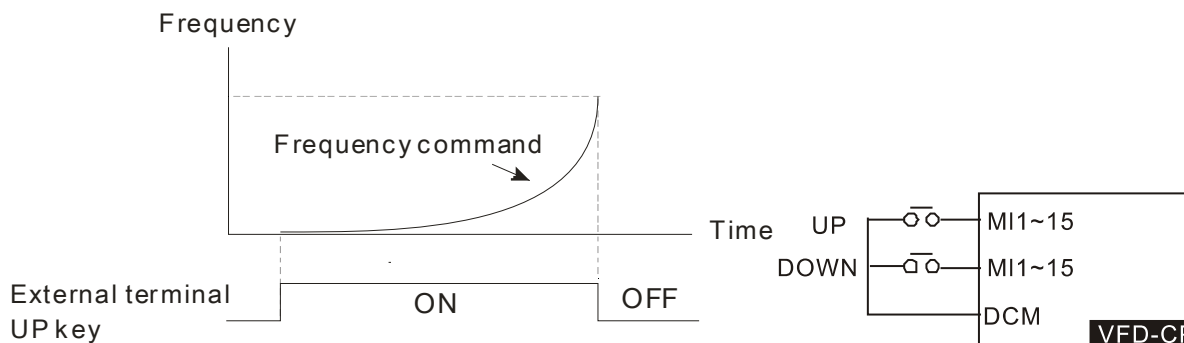 Frequency
Frequency command
Time
External terminal
UP key
ON
OFF
UP
MI1~15
DOWN
MI1~15
DCM